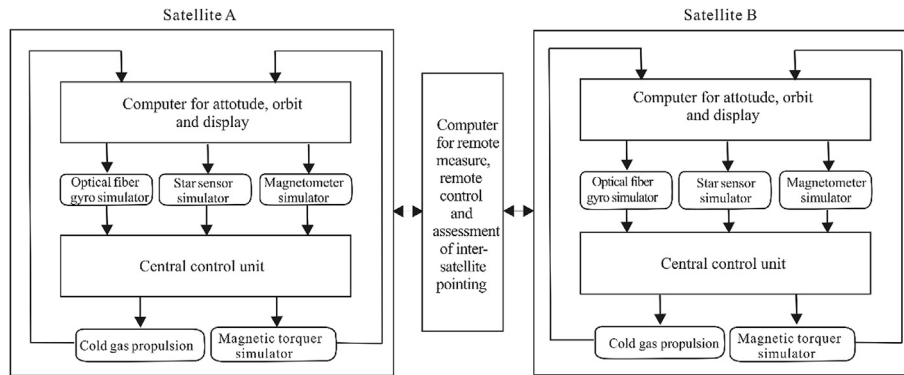 Satellite A
Computer for attotude, orbit
and display
Optical fiber
gyro simulator
Star sensor
simulator
Magnetometer
simulator
Central control unit
Cold gas propulsion
Magnetic torquer
simulator
Computer
for remote
measure,
remote
control
and
assessment
of inter-
satellite
pointing
Satellite B
Computer for attotude, orbit
and display
Optical fiber
gyro simulator
Star sensor
simulator
Magnetometer
simulator
Central control unit
Cold gas propulsion
Magnetic torquer
simulator